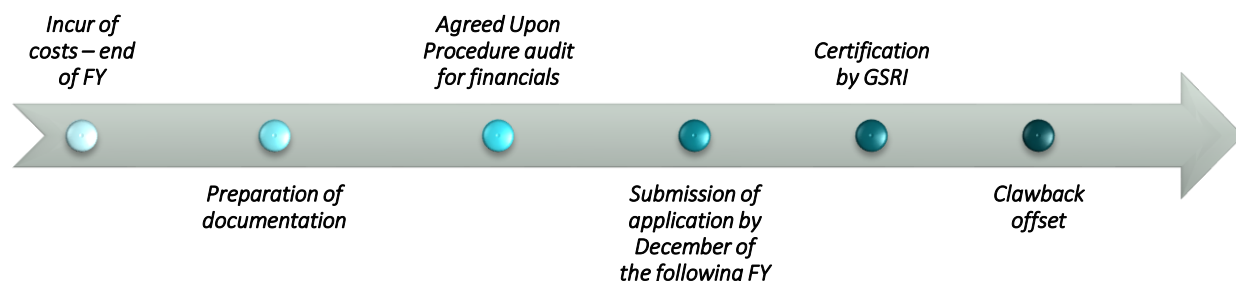 Incur of
costs – end
of FY
Preparation of
documentation
Agreed Upon
Procedure audit
for financials
Submission of
application by
December of
the following FY
Certification
by GSRI
Clawback
offset